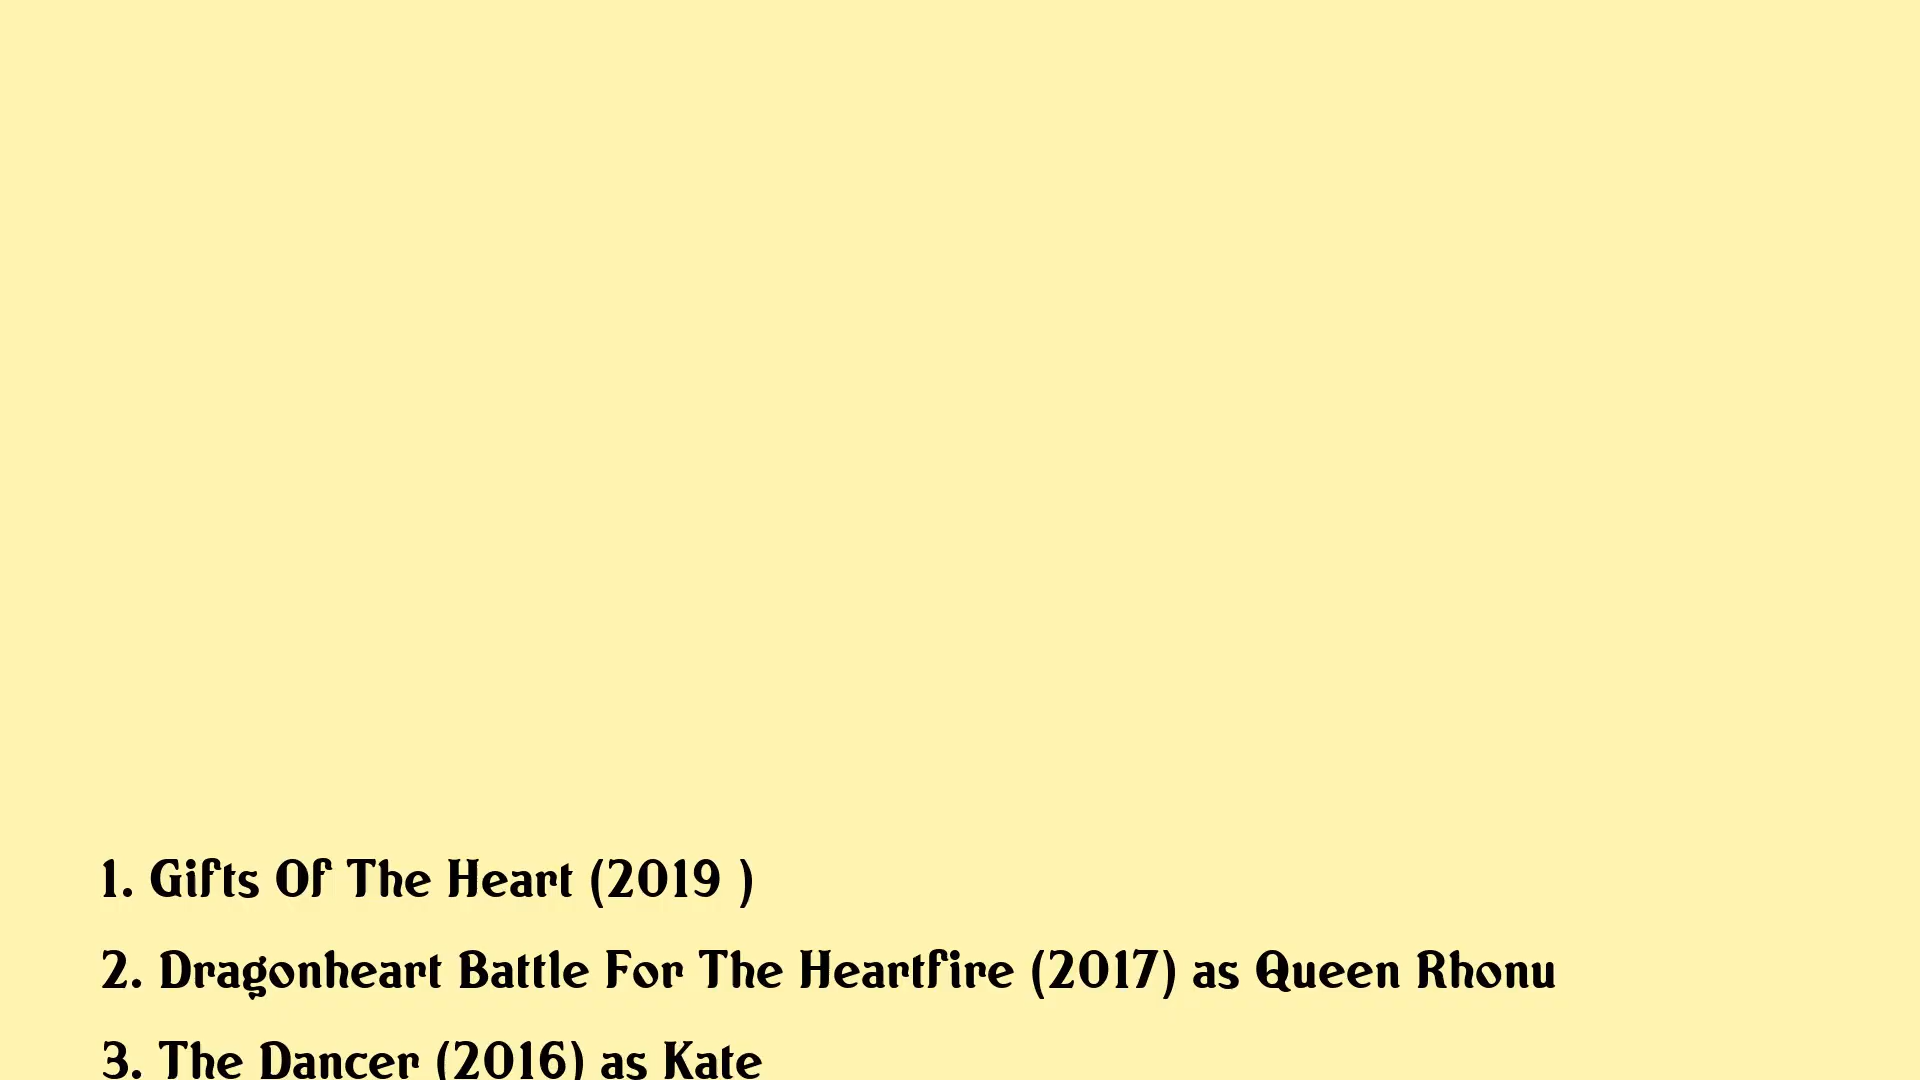 1. Gifts Of The Heart (2019 )
2. Dragonheart Battle For The Heartfire (2017) as Queen Rhonu
3. The Dancer (2016) as Kate